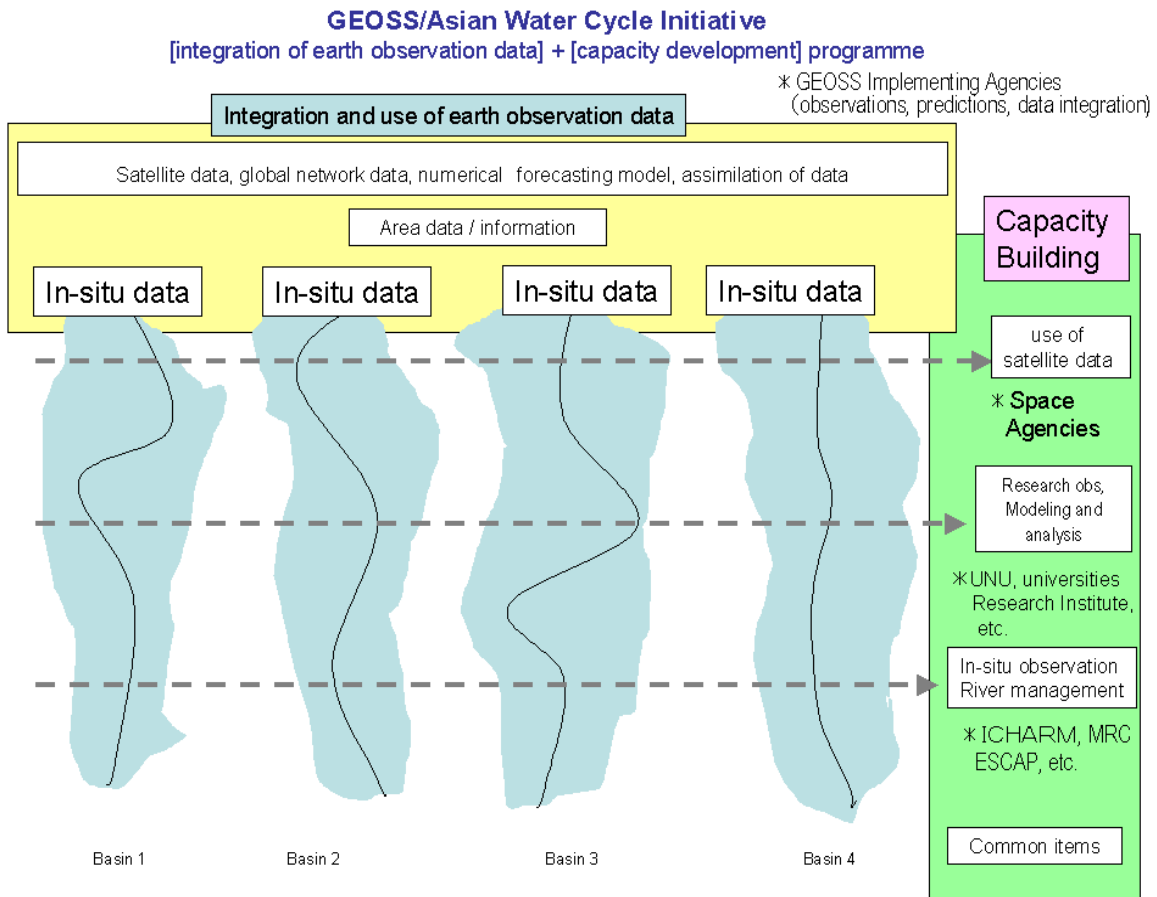 GEOSS/Asian Water Cycle Initiative
[integration of earth observation data] + [capacity development] programme
* GEOSS Implementing Agencies
(observations, predictions, data integration)
Integration and use of earth observation data
Satellite data, global network data, numerical forecasting model, assimilation of data
Area data / information
In-situ data
In-situ data
In-situ data
In-situ data
Capacity
Building
use of
satellite data
* Space
Agencies
Research obs,
Modeling and
analysis
* UNU, universities
Research Institute,
etc.
In-situ observation
River management
* ICHARM, MRC
ESCAP, etc.
Common items
Basin 1
Basin 2
Basin 3
Basin 4